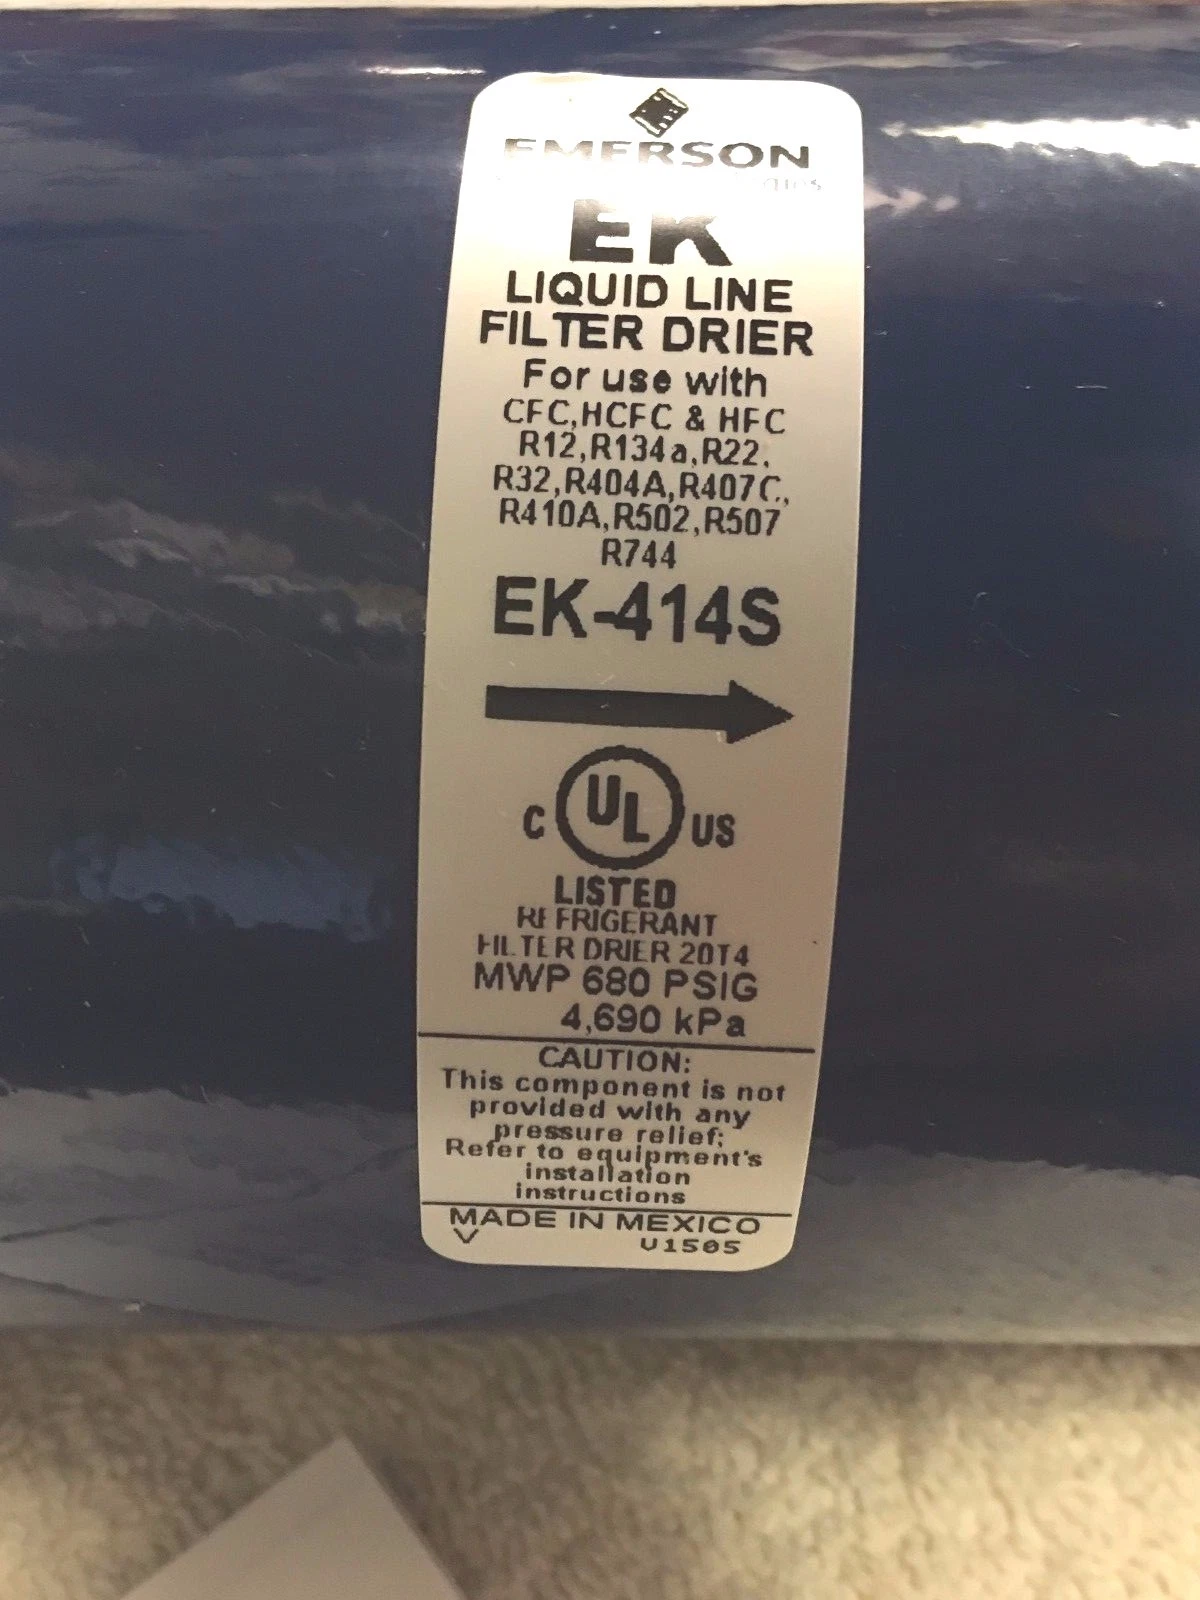 EMERSON
EK
LIQUID LINE
FILTER DRIER
For use with
CFC,HCFC & HFC
R12,R134a,R22,
R32,R404A,R407C,
R410A,R502,R507
R744
EK-414S
C UL US
LISTED
REFRIGERANT
FILTER DRIER 20T4
MWP 680 PSIG
4,690 kPa
CAUTION:
This component is not
provided with any
pressure relief;
Refer to equipment's
installation
instructions
MADE IN MEXICO
V V1505